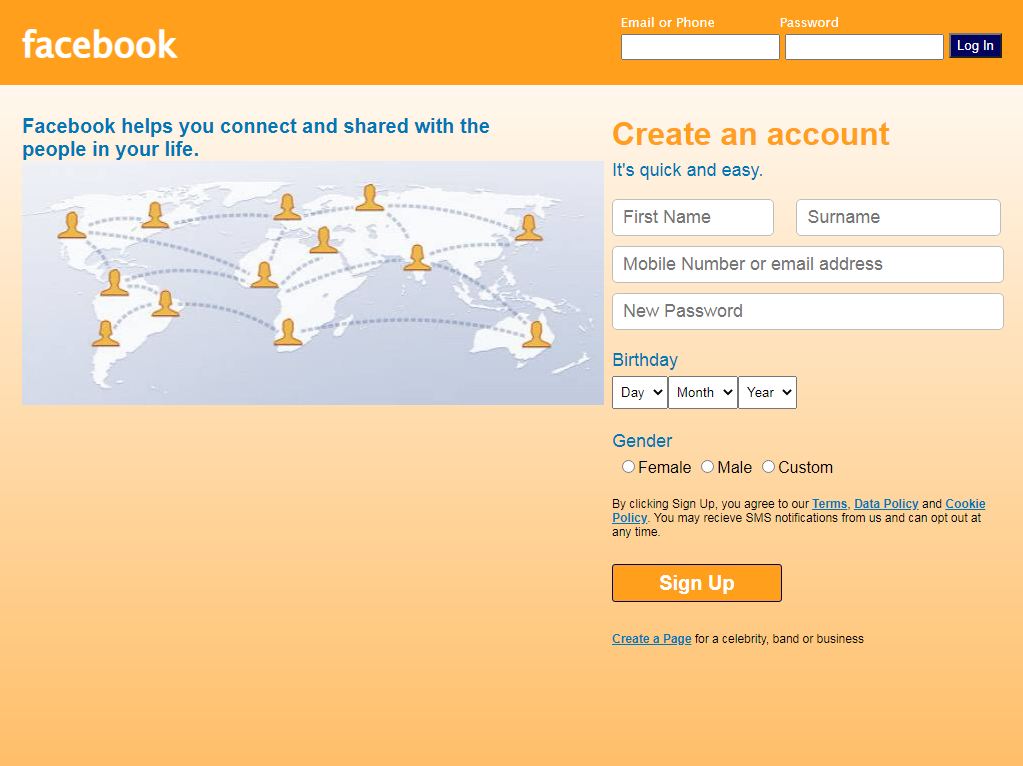 facebook
Email or Phone Password
Log In
Facebook helps you connect and shared with the
people in your life.
Create an account
It's quick and easy.
First Name Surname
Mobile Number or email address
New Password
Birthday
Day Month Year
Gender
Female Male Custom
By clicking Sign Up, you agree to our Terms, Data Policy and Cookie
Policy. You may recieve SMS notifications from us and can opt out at
any time.
Sign Up
Create a Page for a celebrity, band or business